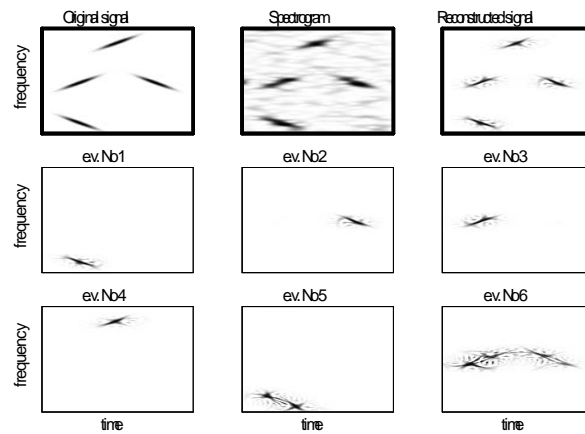 Original signal
Spectrogram
Reconstructed signal
frequency
ev. No1
ev. No2
ev. No3
frequency
ev. No4
ev. No5
ev. No6
frequency
time
time
time